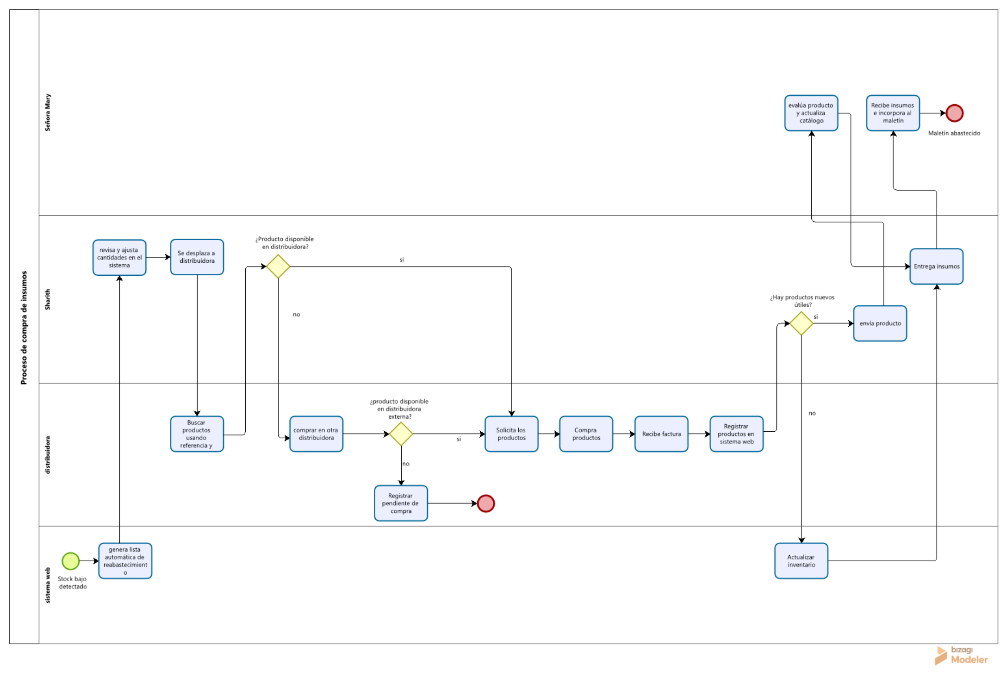 Proceso de compra de insumos
Señora Mary
evalúa producto
y actualiza
catálogo
Recibe insumos
e incorpora al
maletín
Maletín abastecido
Sharith
revisa y ajusta
cantidades en el
sistema
Se desplaza a
distribuidora
¿Producto disponible
en distribuidora?
si
no
¿Hay productos nuevos
útiles?
si
no
envía producto
Entrega insumos
distribuidora
Buscar
productos
usando
referencia y
comprar en otra
distribuidora
¿producto disponible
en distribuidora
externa?
si
no
Registrar
pendiente de
compra
Solicita los
productos
Compra
productos
Recibe factura
Registrar
productos en
sistema web
sistema web
Stock bajo
detectado
genera lista
automática de
reabastecimient
o
Actualizar
inventario
bizagi
Modeler